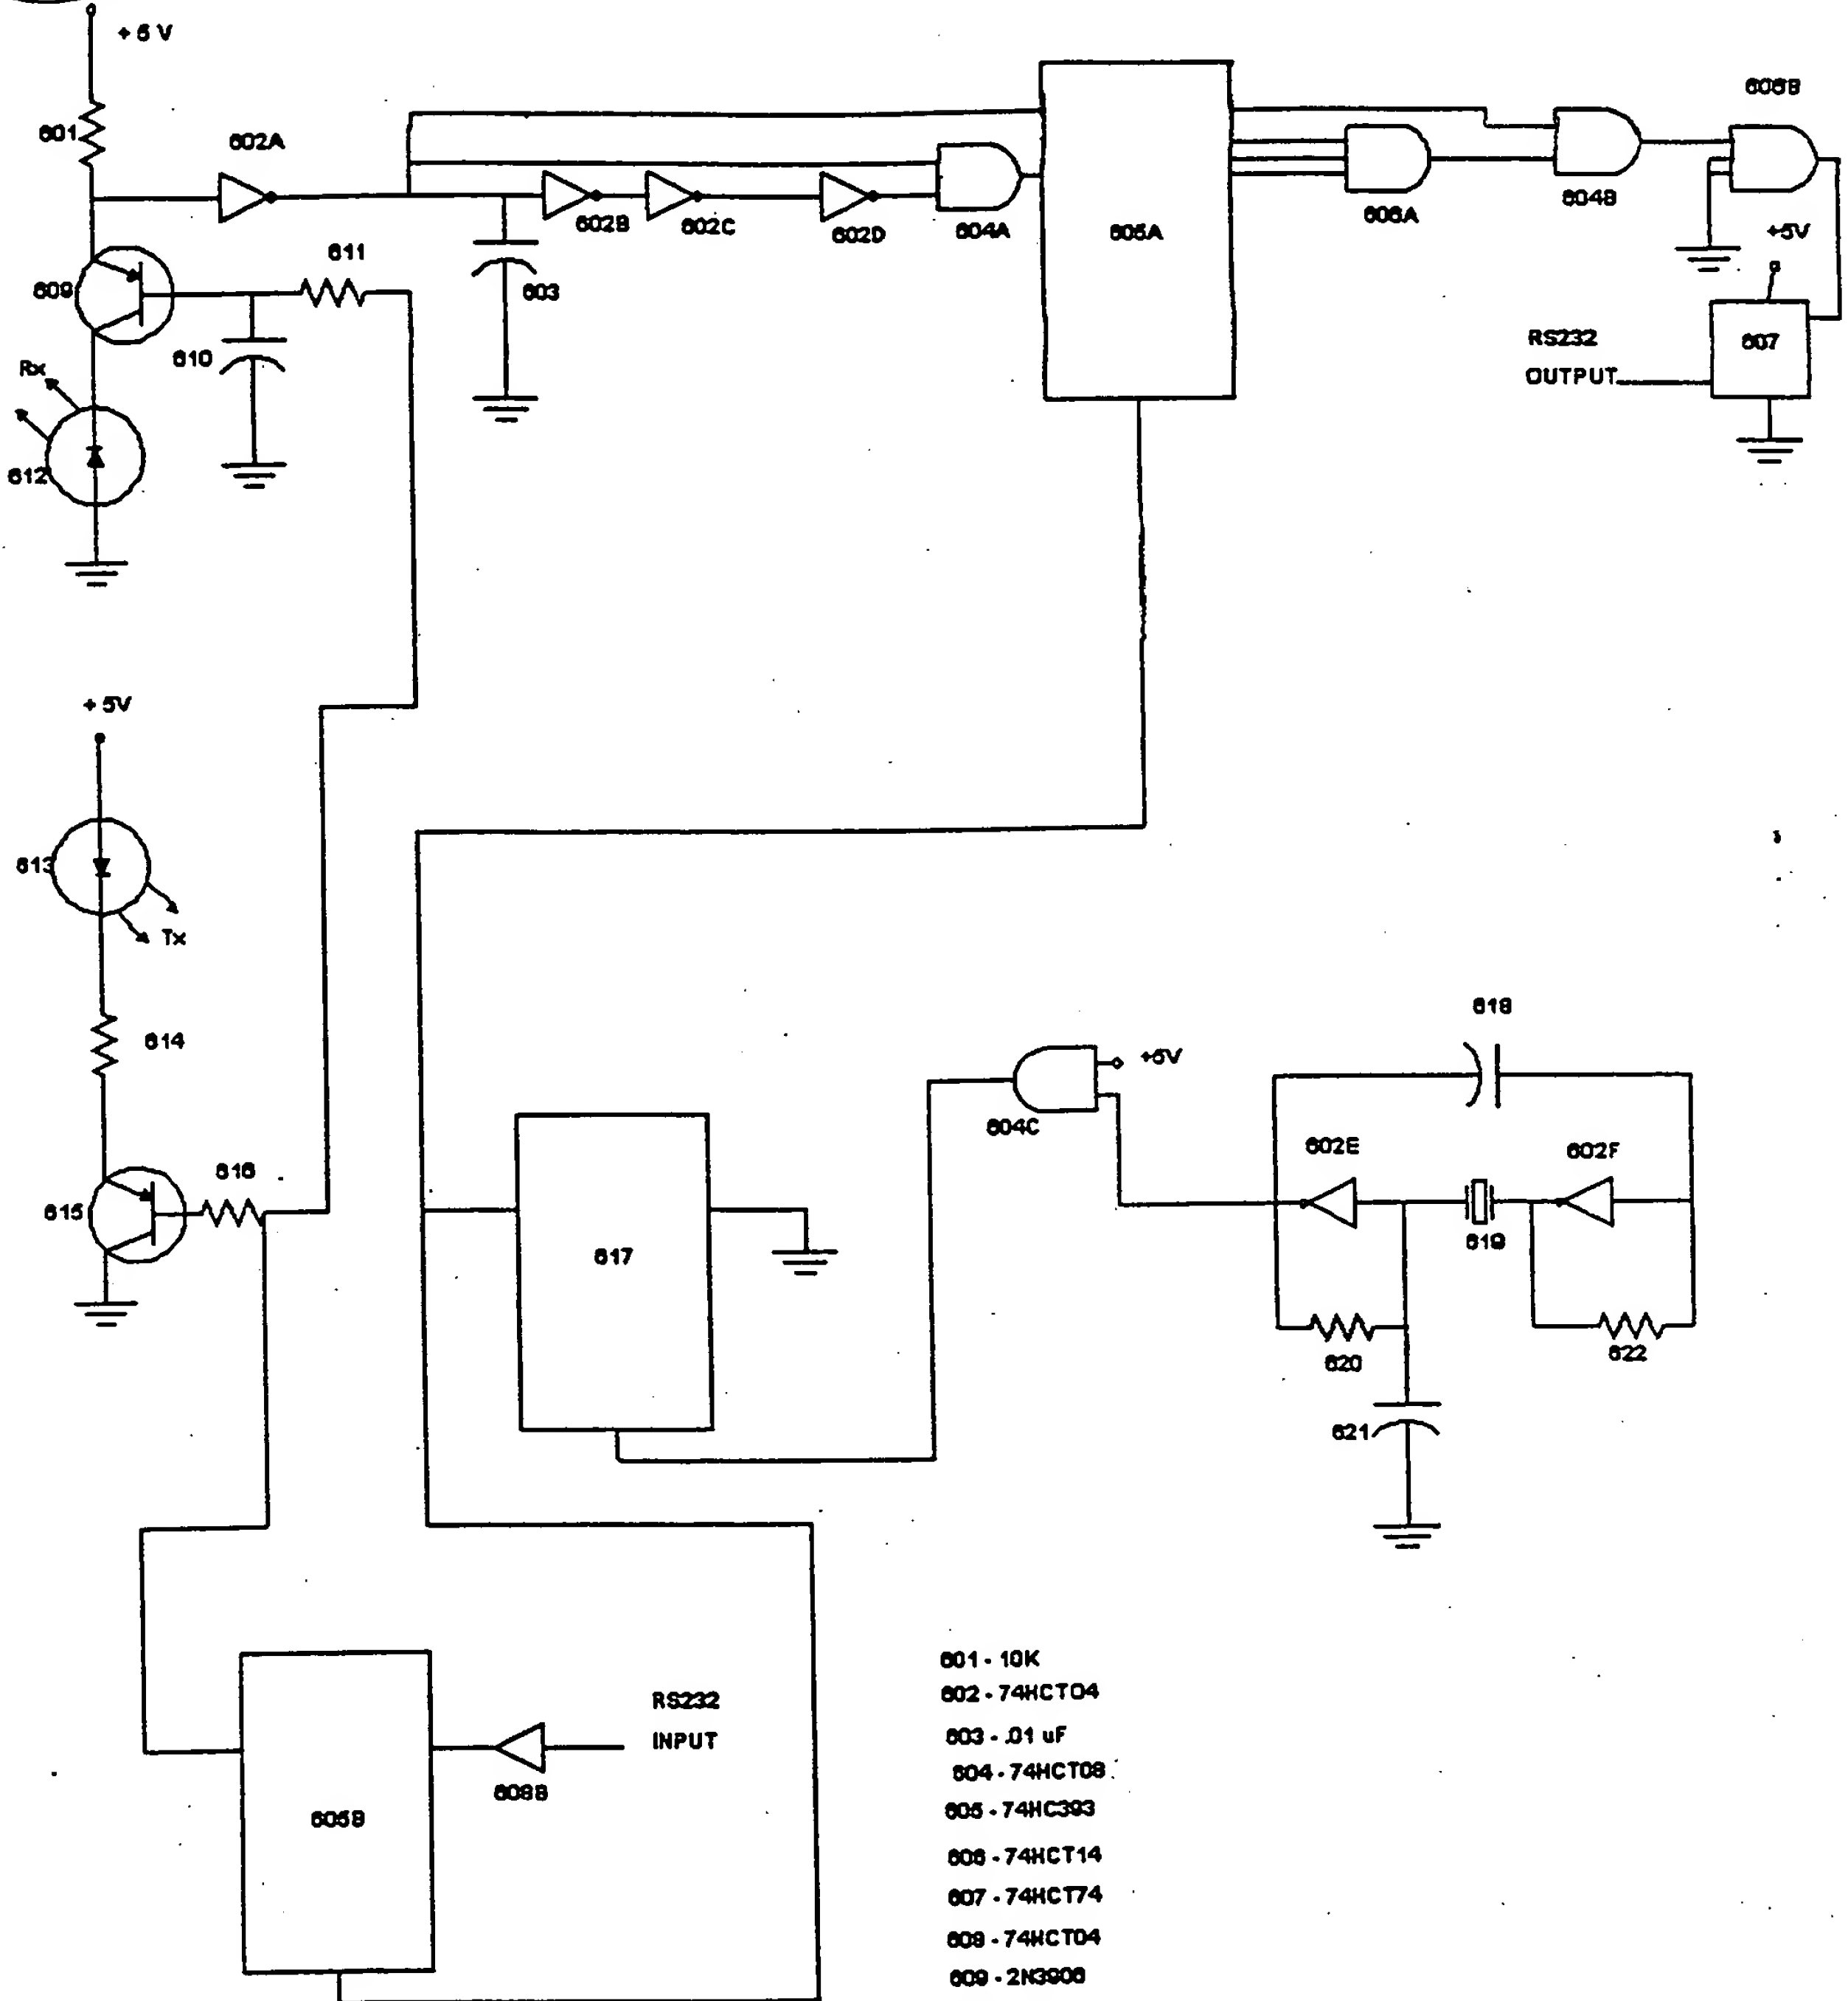 +5 V
601
602A
606B
602B
602C
602D
604A
605A
606A
604B
+5V
611
609
603
610
607
RS232
OUTPUT
Rx
612
+ 5V
613
Tx
614
618
+5V
604C
602E
602F
616
615
617
619
620
622
621
RS232
INPUT
608B
605B
601 - 10K
602 - 74HCT04
603 - .01 uF
604 - 74HCT08
605 - 74HC393
606 - 74HCT14
607 - 74HCT74
608 - 74HCT04
609 - 2N3906